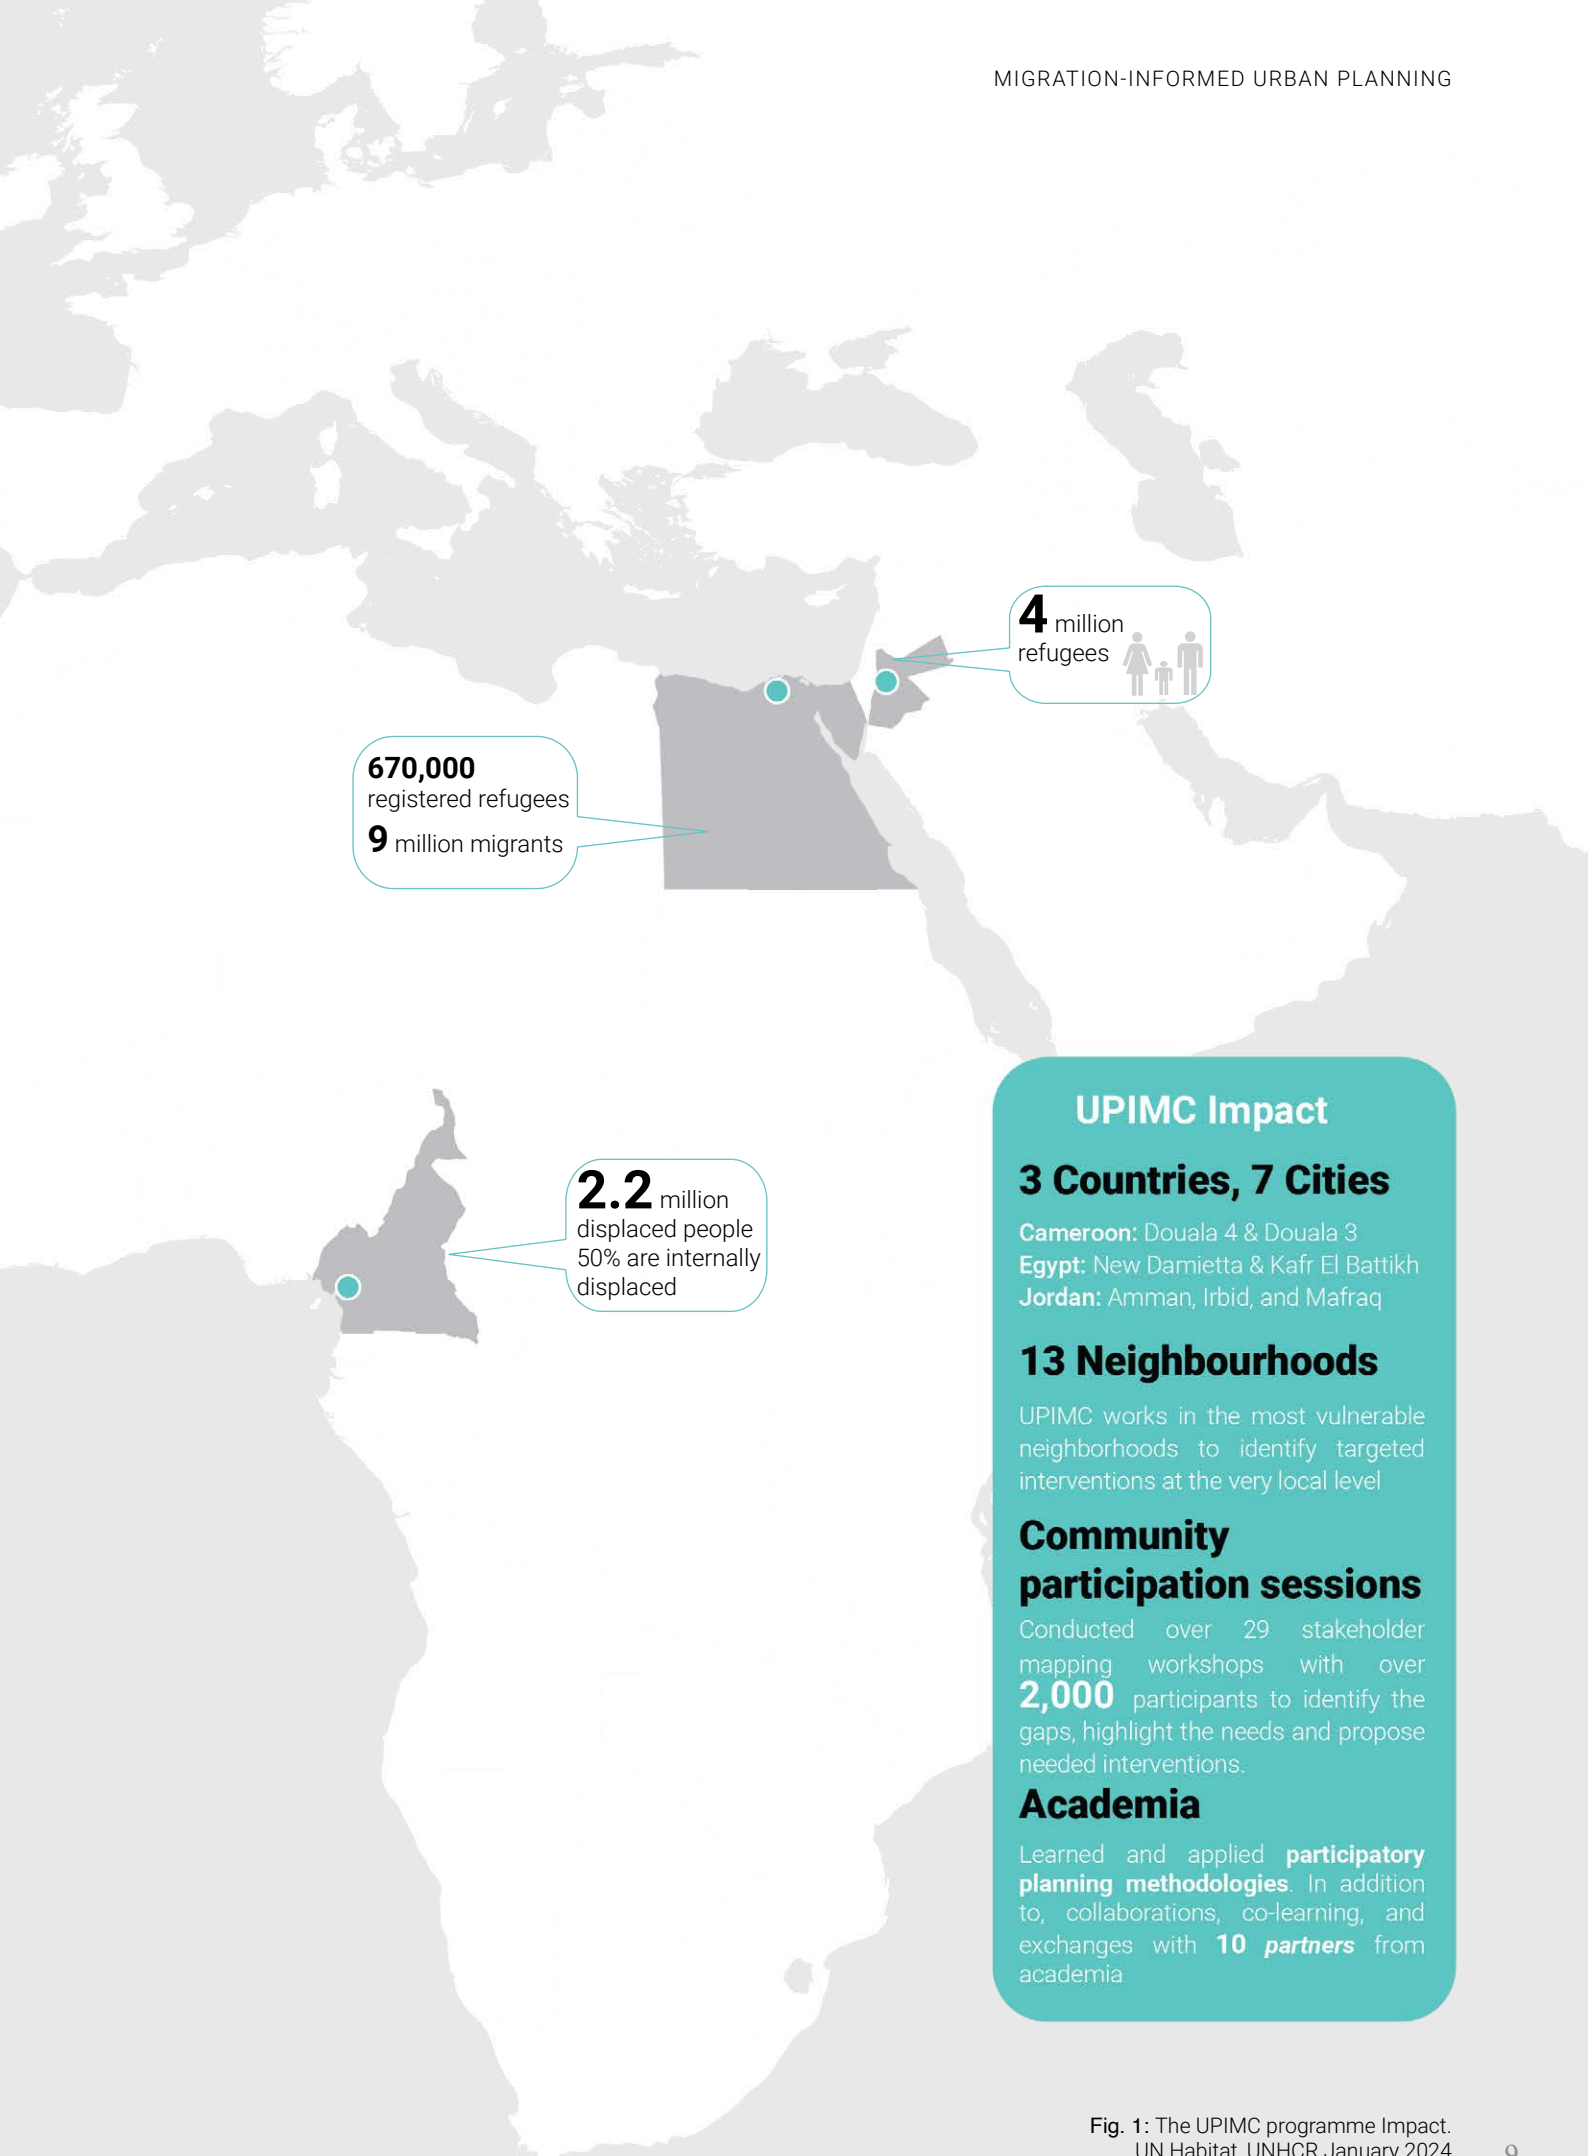 MIGRATION-INFORMED URBAN PLANNING
4 million
refugees
670,000
registered refugees
9 million migrants
2.2 million
displaced people
50% are internally
displaced
UPIMC Impact
3 Countries, 7 Cities
Cameroon: Douala 4 & Douala 3
Egypt: New Damietta & Kafr El Battikh
Jordan: Amman, Irbid, and Mafraq
13 Neighbourhoods
UPIMC works in the most vulnerable
neighborhoods to identify targeted
interventions at the very local level
Community
participation sessions
Conducted over 29 stakeholder
mapping workshops with over
2,000 participants to identify the
gaps, highlight the needs and propose
needed interventions.
Academia
Learned and applied participatory
planning methodologies. In addition
to, collaborations, co-learning, and
exchanges with 10 partners from
academia
Fig. 1: The UPIMC programme Impact.
UN Habitat, UNHCR January 2024
9